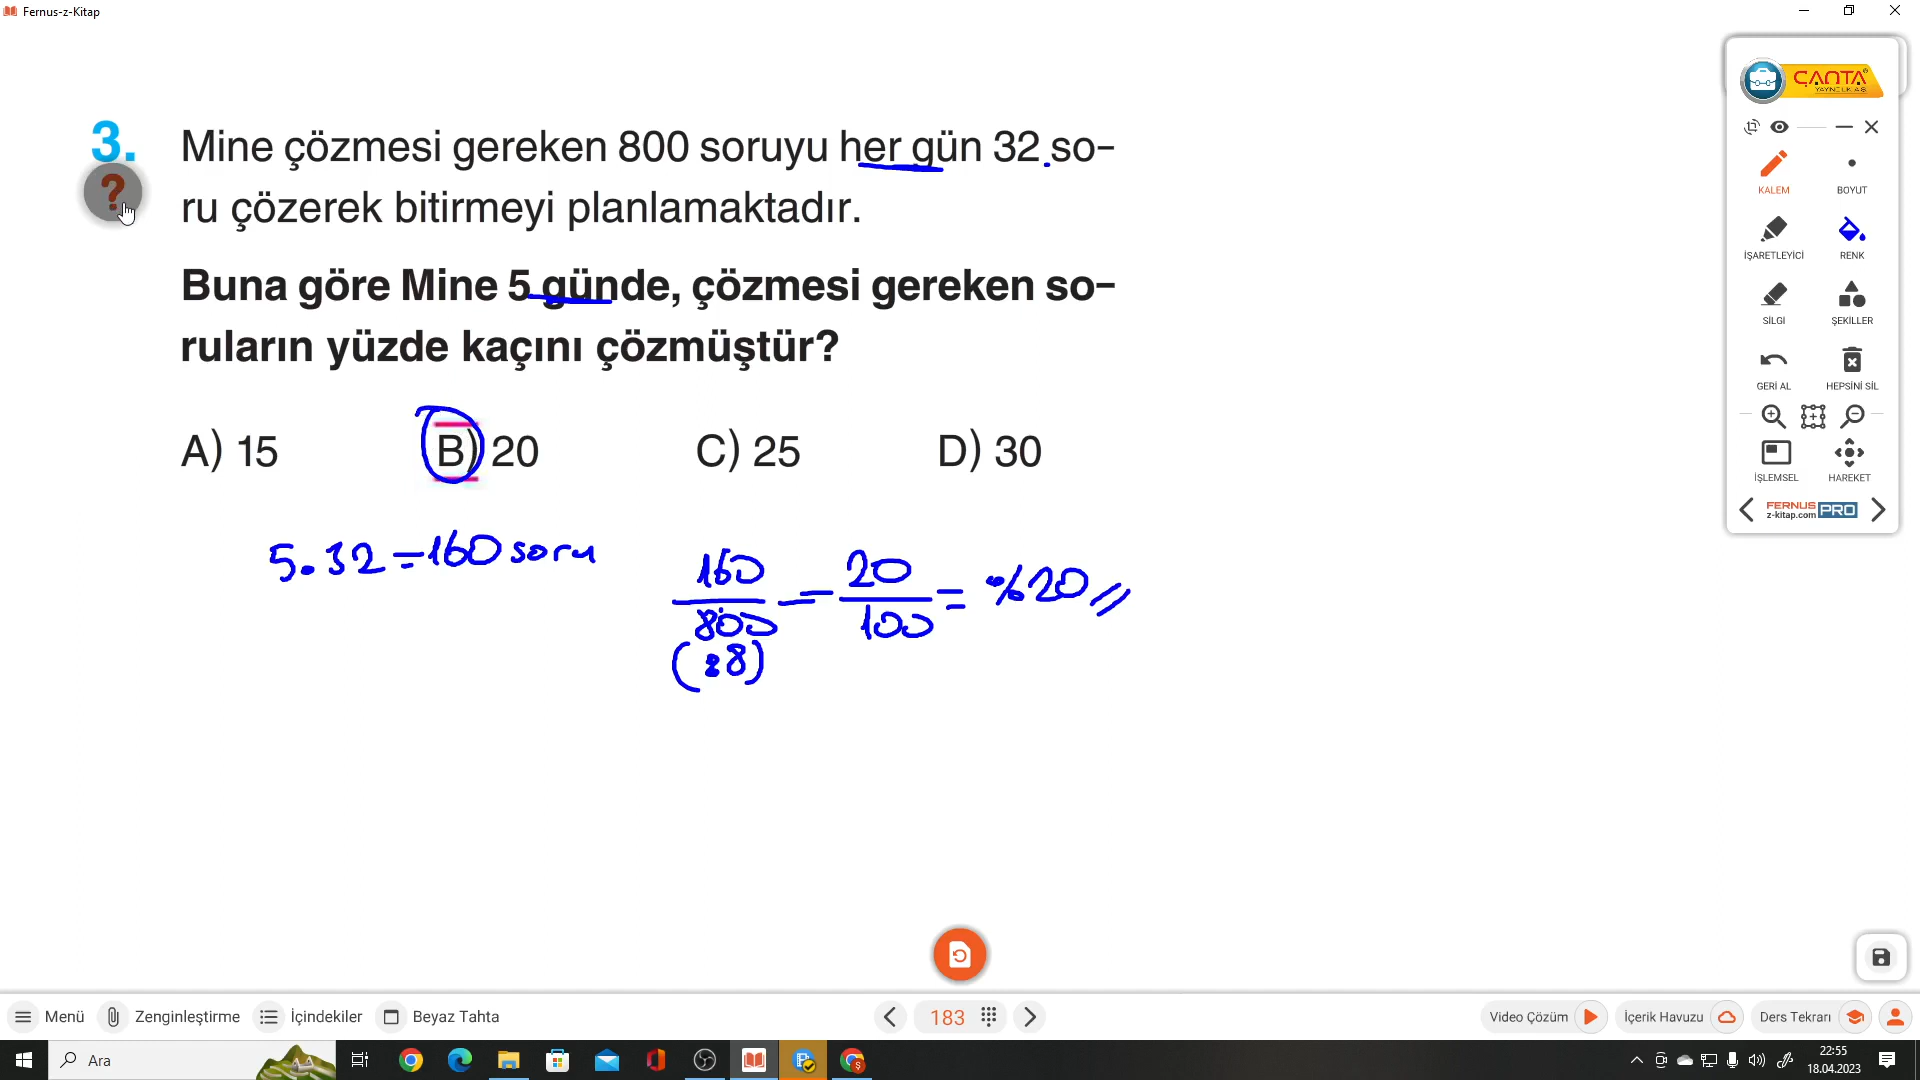 Fernus-z-Kitap
ÇANTA
YAYINCILIK A.Ş.
3. Mine çözmesi gereken 800 soruyu her gün 32 so-
?
ru çözerek bitirmeyi planlamaktadır.
Buna göre Mine 5 günde, çözmesi gereken so-
ruların yüzde kaçını çözmüştür?
A) 15 B) 20 C) 25 D) 30
5.32=160 soru
160/800 = 20/100 = %20
(:8)
KALEM BOYUT
İŞARETLEYİCİ RENK
SİLGİ ŞEKİLLER
GERİ AL HEPSİNİ SİL
İŞLEMSEL HAREKET
FERNUS
z-kitap.com PRO
Menü Zenginleştirme İçindekiler Beyaz Tahta 183 Video Çözüm İçerik Havuzu Ders Tekrarı
Ara
22:55
18.04.2023